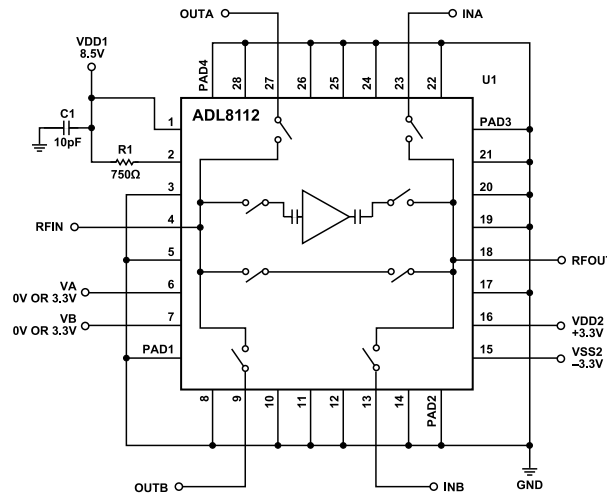 OUTA
INA
VDD1
8.5V
PAD4
28
27
26
25
24
23
22
U1
C1
10pF
ADL8112
PAD3
1
R1
750Ω
2
21
3
20
RFIN
4
19
5
18
RFOUT
VA
0V OR 3.3V
6
17
VB
0V OR 3.3V
7
16
VDD2
+3.3V
PAD1
15
VSS2
–3.3V
8
9
10
11
12
13
14
PAD2
GND
OUTB
INB